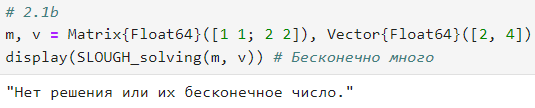 # 2.1b
m, v = Matrix{Float64}([1 1; 2 2]), Vector{Float64}([2, 4])
display(SLOUGH_solving(m, v)) # Бесконечно много
"Нет решения или их бесконечное число."